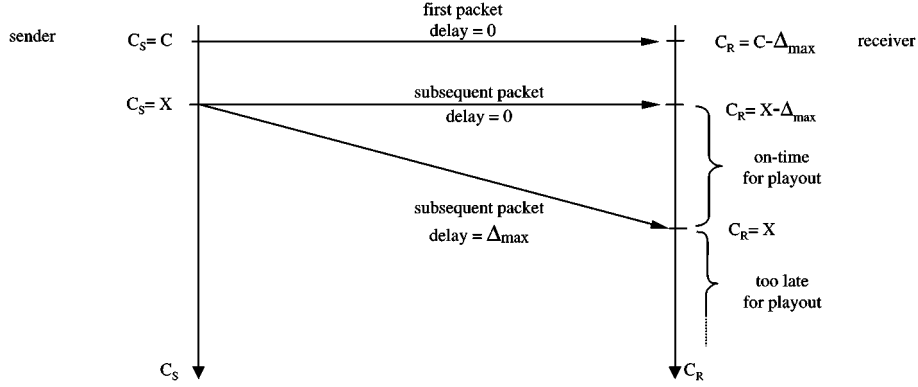 first packet
delay = 0
sender
C_S = C
C_R = C-Δ_max
receiver
C_S = X
subsequent packet
delay = 0
C_R = X-Δ_max
on-time
for playout
subsequent packet
delay = Δ_max
C_R = X
too late
for playout
C_S
C_R